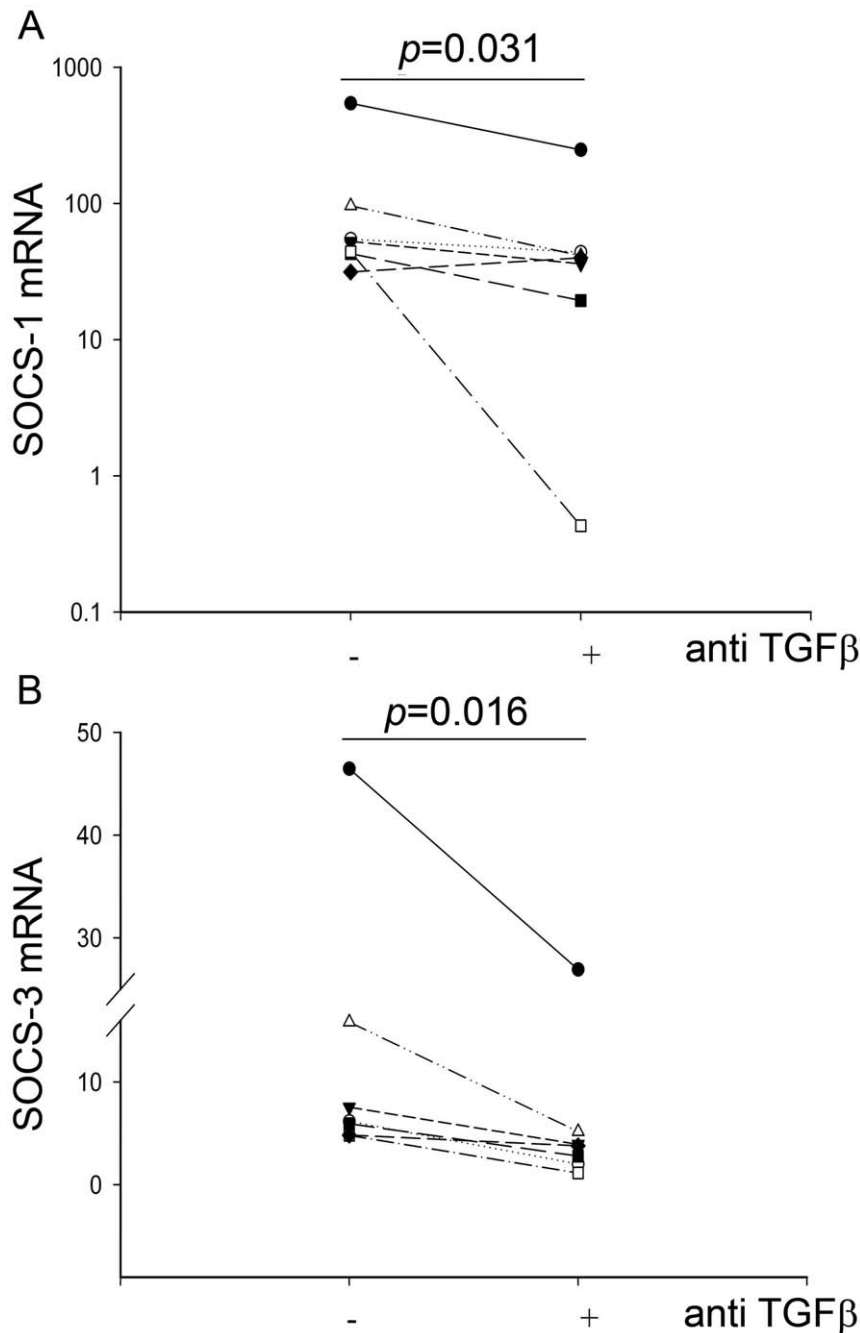 A
p=0.031
1000
100
10
1
0.1
SOCS-1 mRNA
- + anti TGFβ
B
p=0.016
50
40
30
10
0
SOCS-3 mRNA
- + anti TGFβ